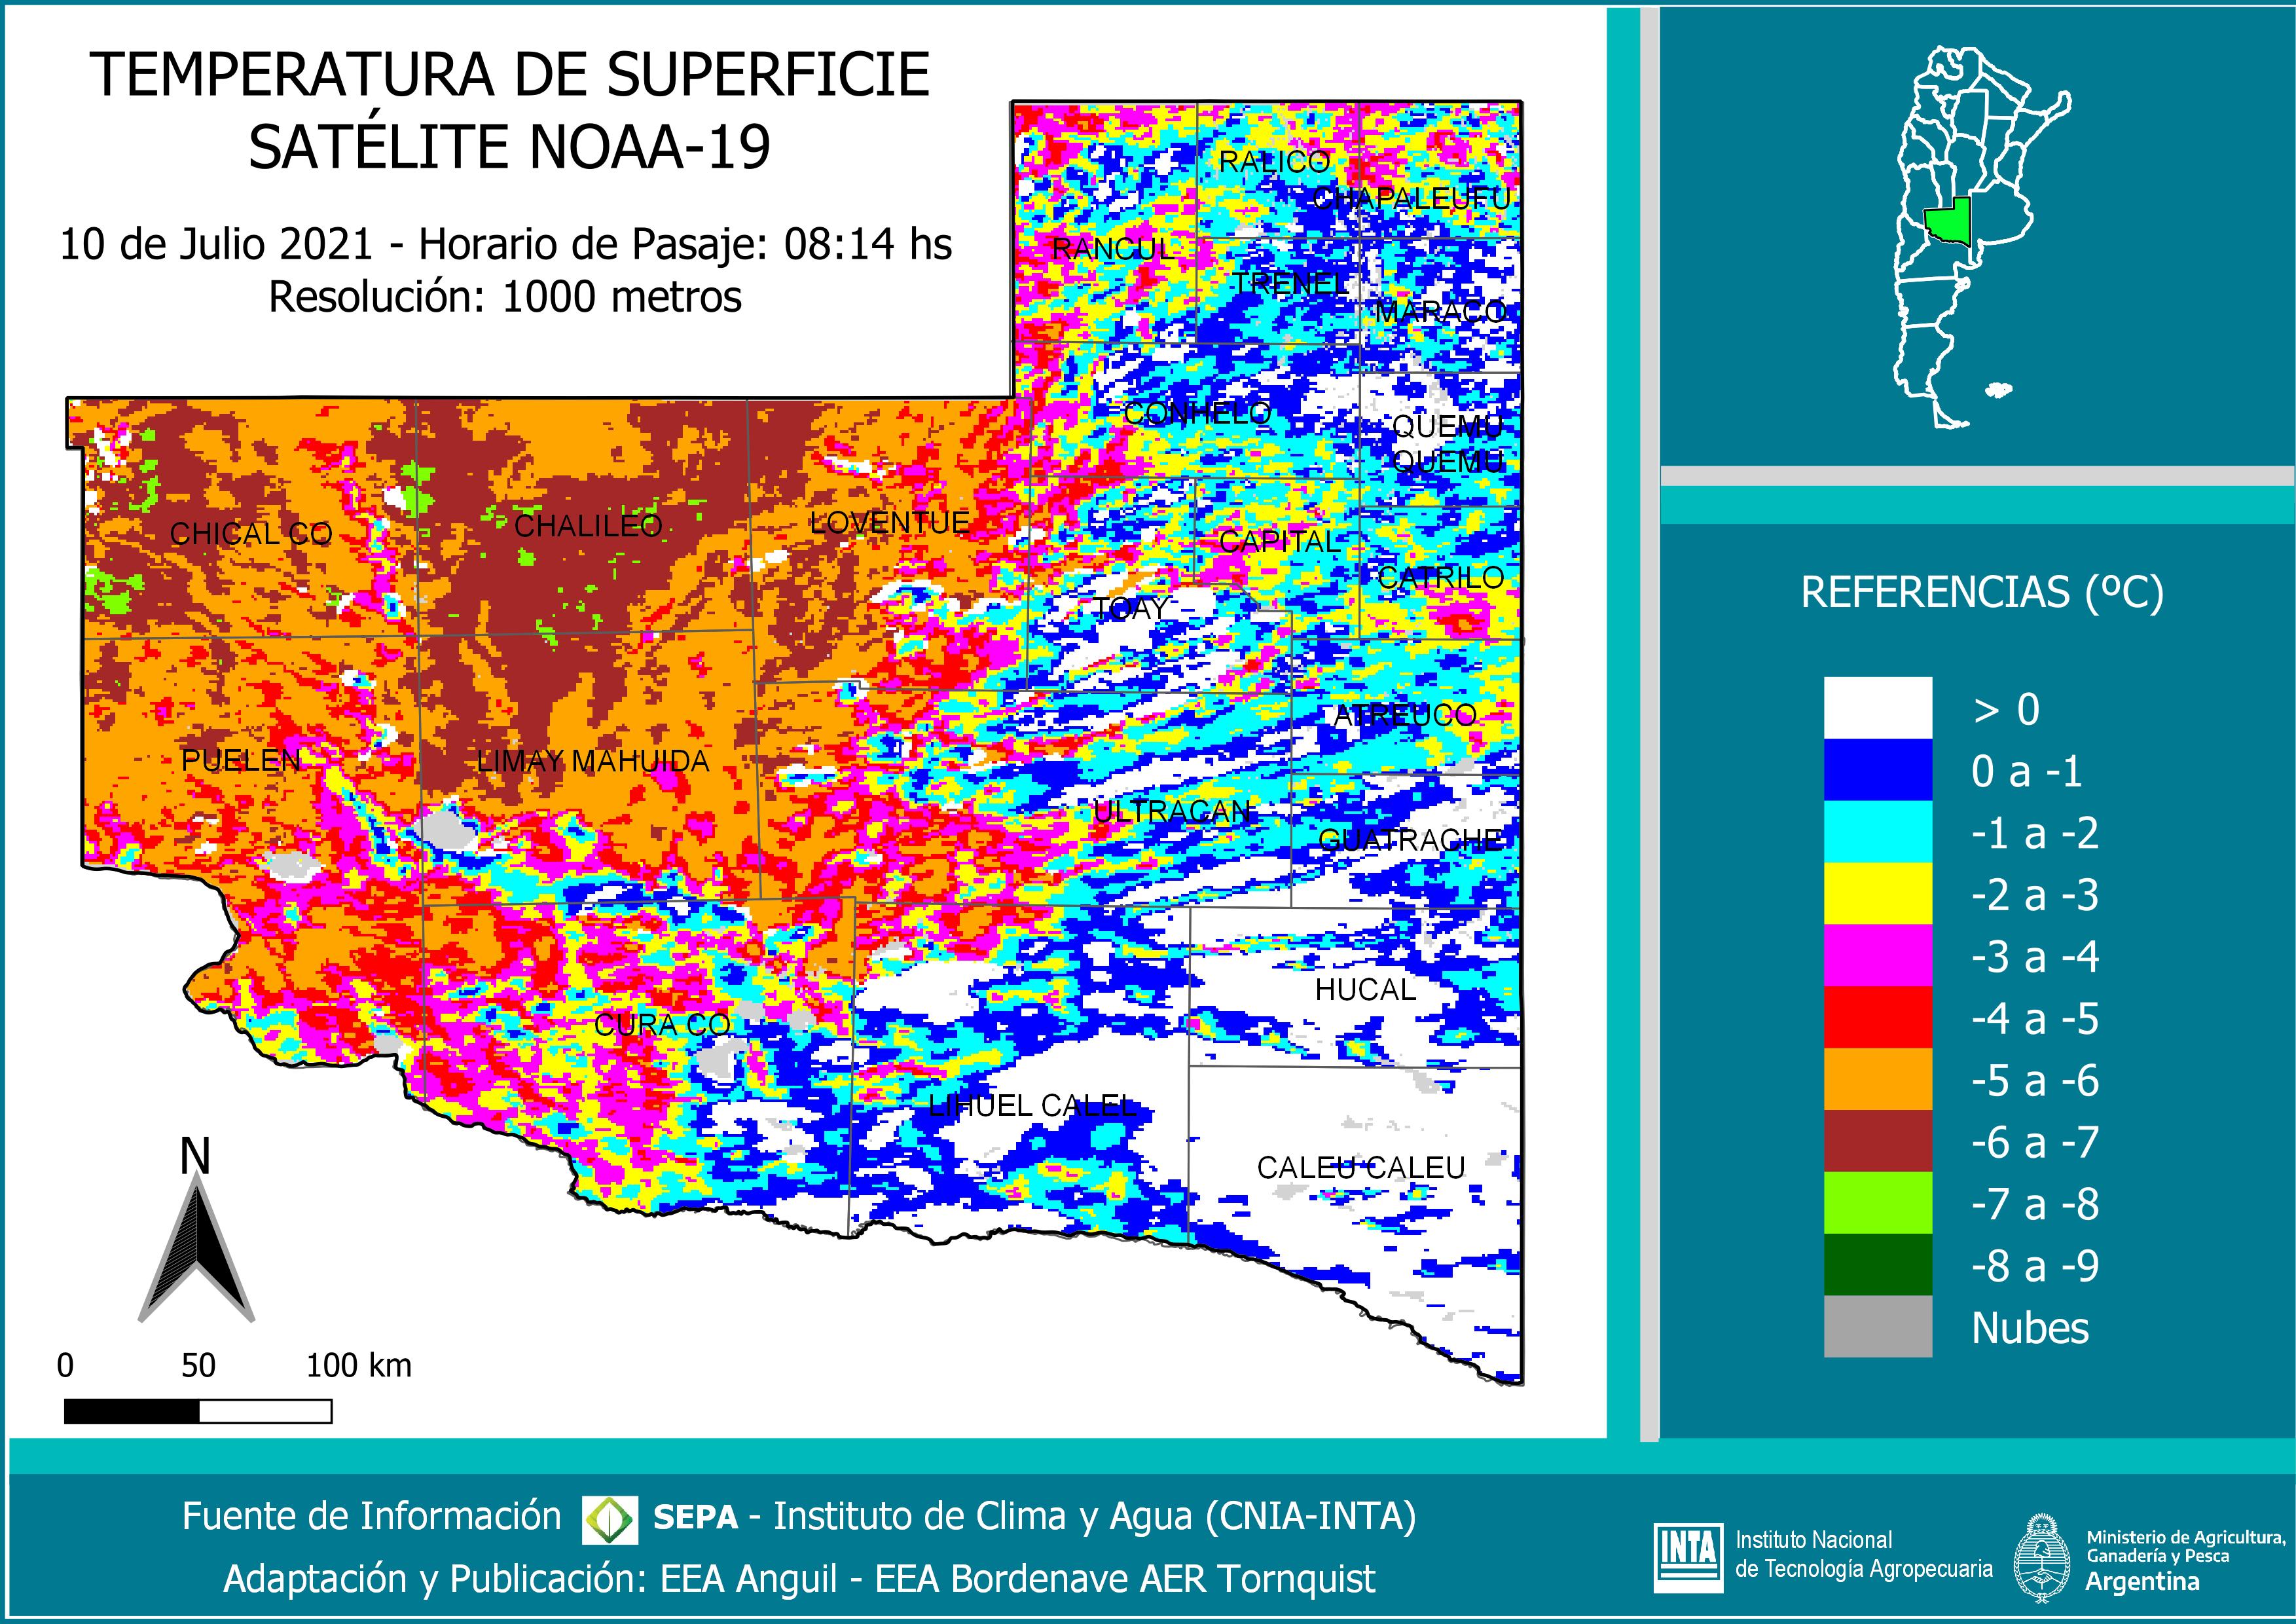 TEMPERATURA DE SUPERFICIE
SATÉLITE NOAA-19
10 de Julio 2021 - Horario de Pasaje: 08:14 hs
Resolución: 1000 metros
RALICO
CHAPALEUFU
RANCUL
TRENEL
MARACO
CONHELO
QUEMU
QUEMU
CHICAL CO
CHALILEO
LOVENTUE
CAPITAL
CATRILO
TOAY
ATREUCO
PUELEN
LIMAY MAHUIDA
ULTRACAN
GUATRACHE
HUCAL
CURA CO
LIHUEL CALEL
CALEU CALEU
N
0 50 100 km
REFERENCIAS (ºC)
> 0
0 a -1
-1 a -2
-2 a -3
-3 a -4
-4 a -5
-5 a -6
-6 a -7
-7 a -8
-8 a -9
Nubes
Fuente de Información SEPA - Instituto de Clima y Agua (CNIA-INTA)
Adaptación y Publicación: EEA Anguil - EEA Bordenave AER Tornquist
INTA
Instituto Nacional
de Tecnología Agropecuaria
Ministerio de Agricultura,
Ganadería y Pesca
Argentina